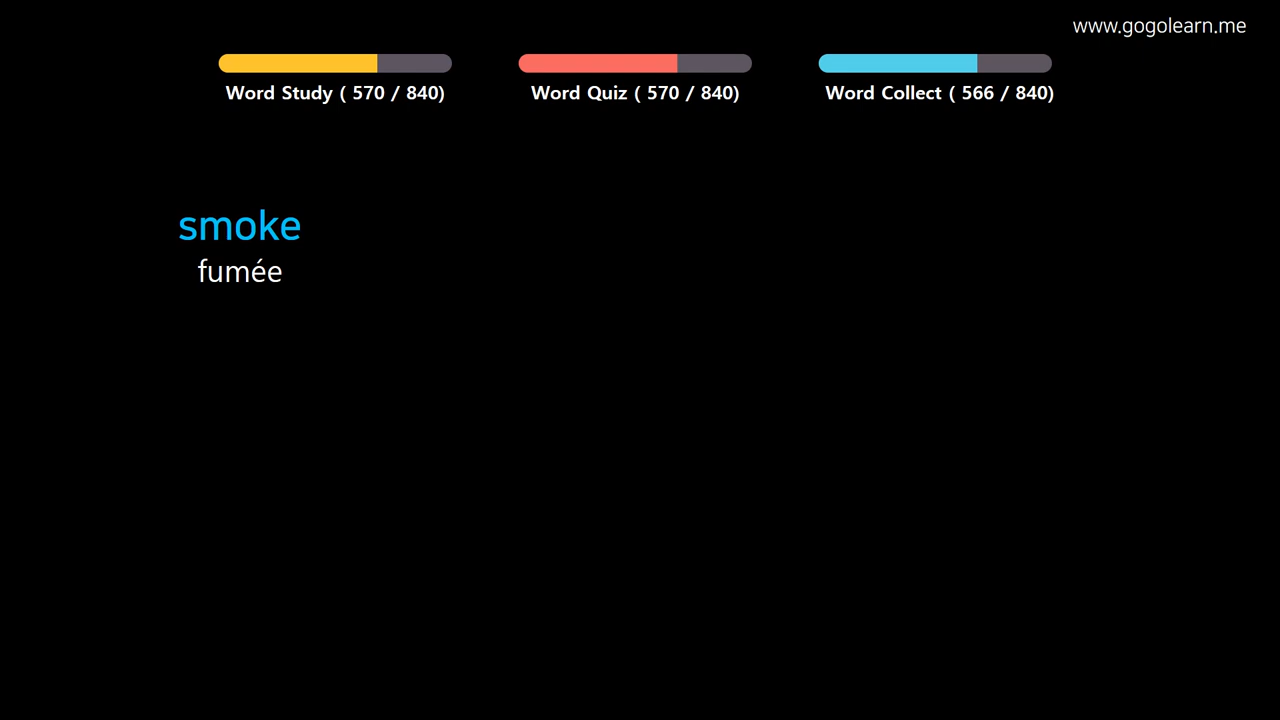 www.gogolearn.me
Word Study ( 570 / 840)
Word Quiz ( 570 / 840)
Word Collect ( 566 / 840)
smoke
fumée